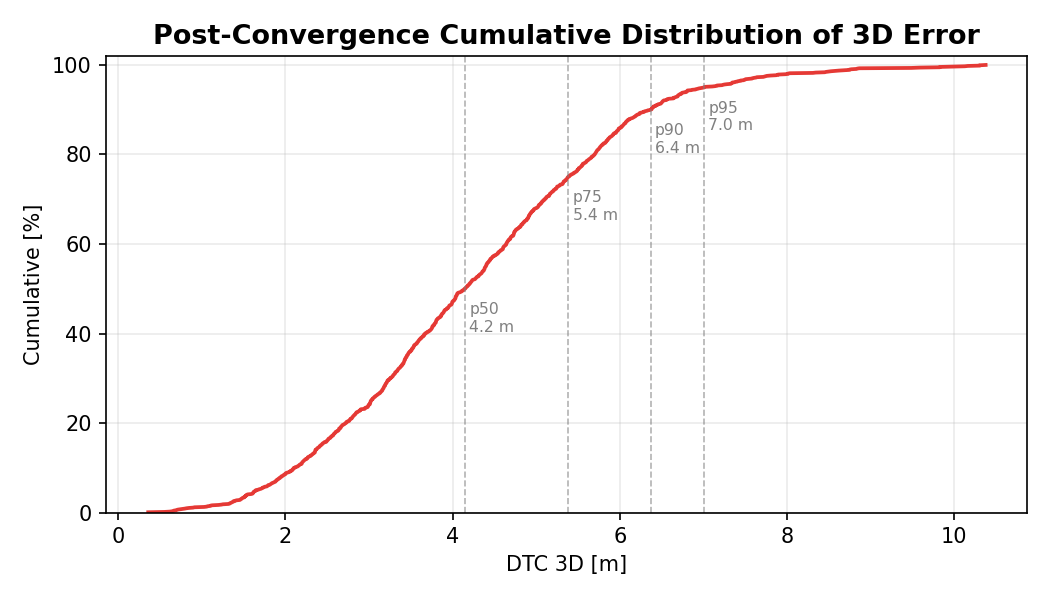 Post-Convergence Cumulative Distribution of 3D Error
100
80
60
40
20
0
Cumulative [%]
p50
4.2 m
p75
5.4 m
p90
6.4 m
p95
7.0 m
0 2 4 6 8 10
DTC 3D [m]